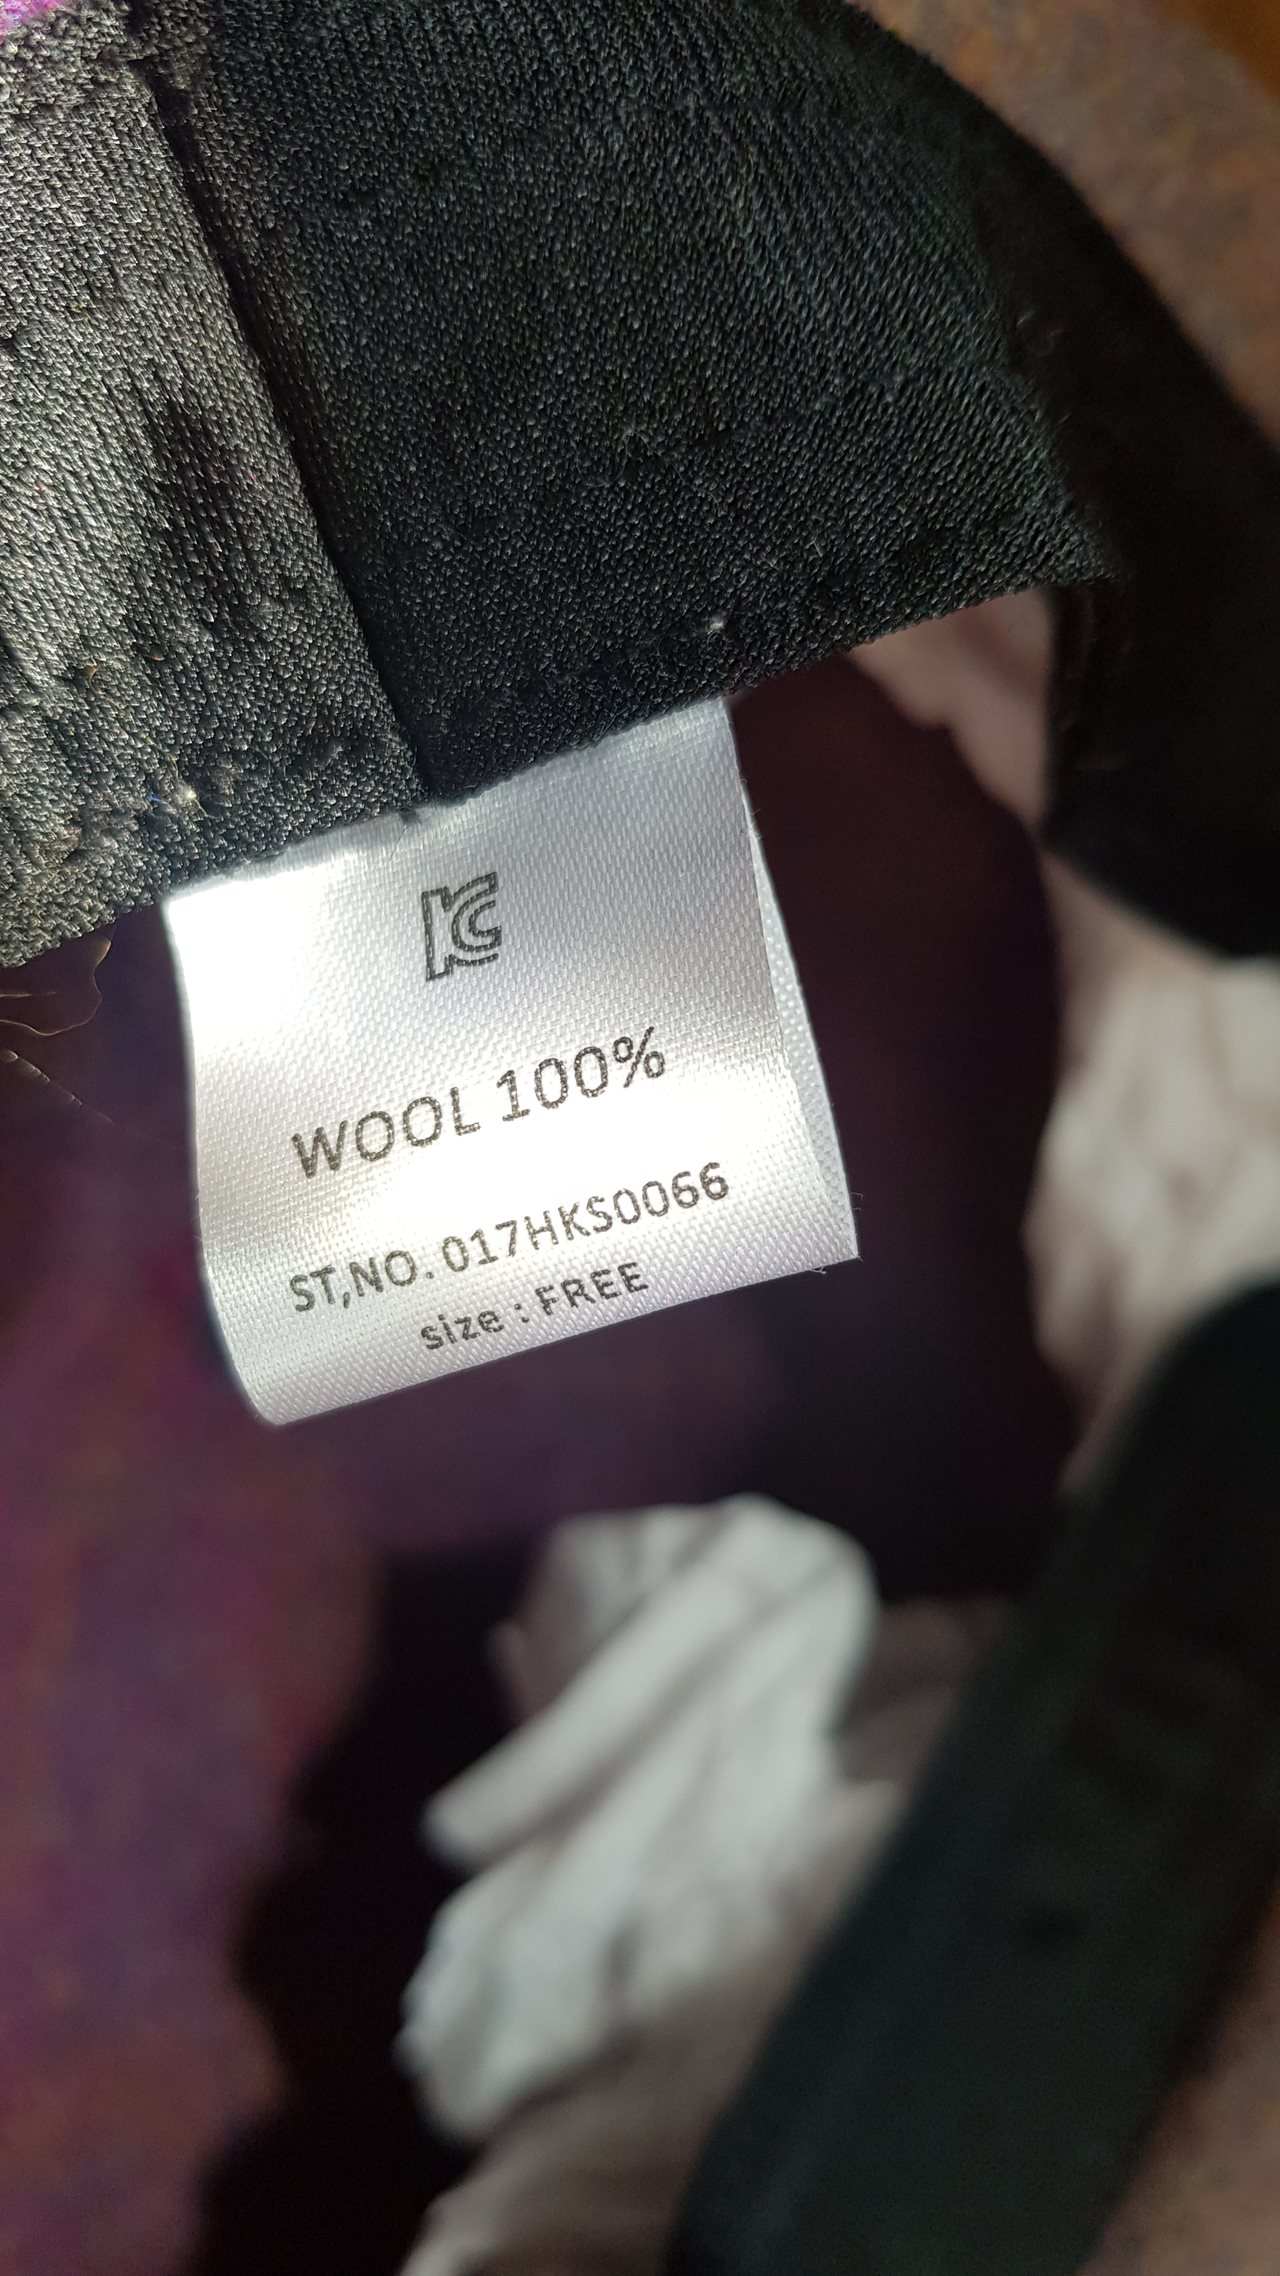 KC
WOOL 100%
ST,NO. 017HKS0066
size : FREE